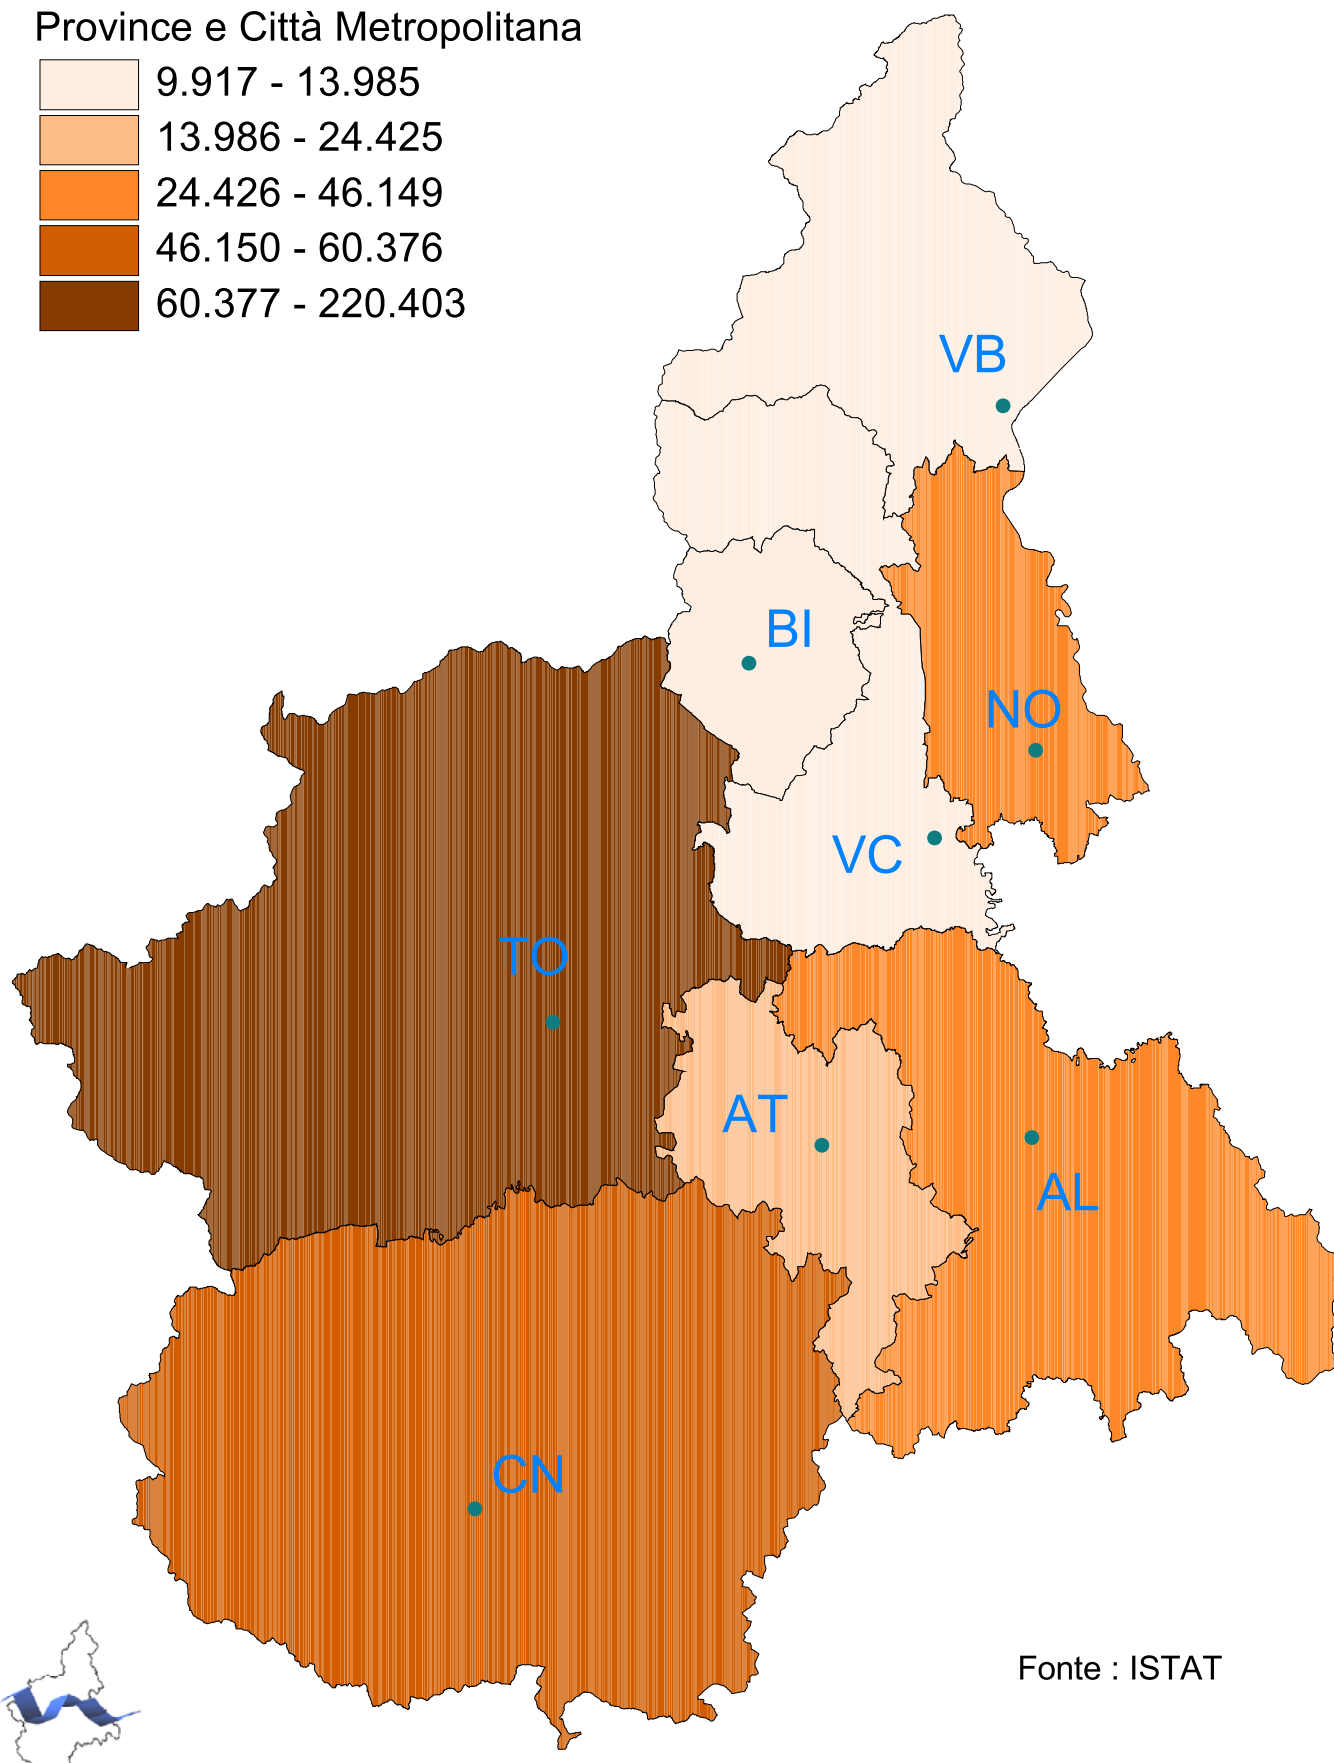 Province e Città Metropolitana
9.917 - 13.985
13.986 - 24.425
24.426 - 46.149
46.150 - 60.376
60.377 - 220.403
VB
BI
NO
VC
TO
AT
AL
CN
Fonte : ISTAT